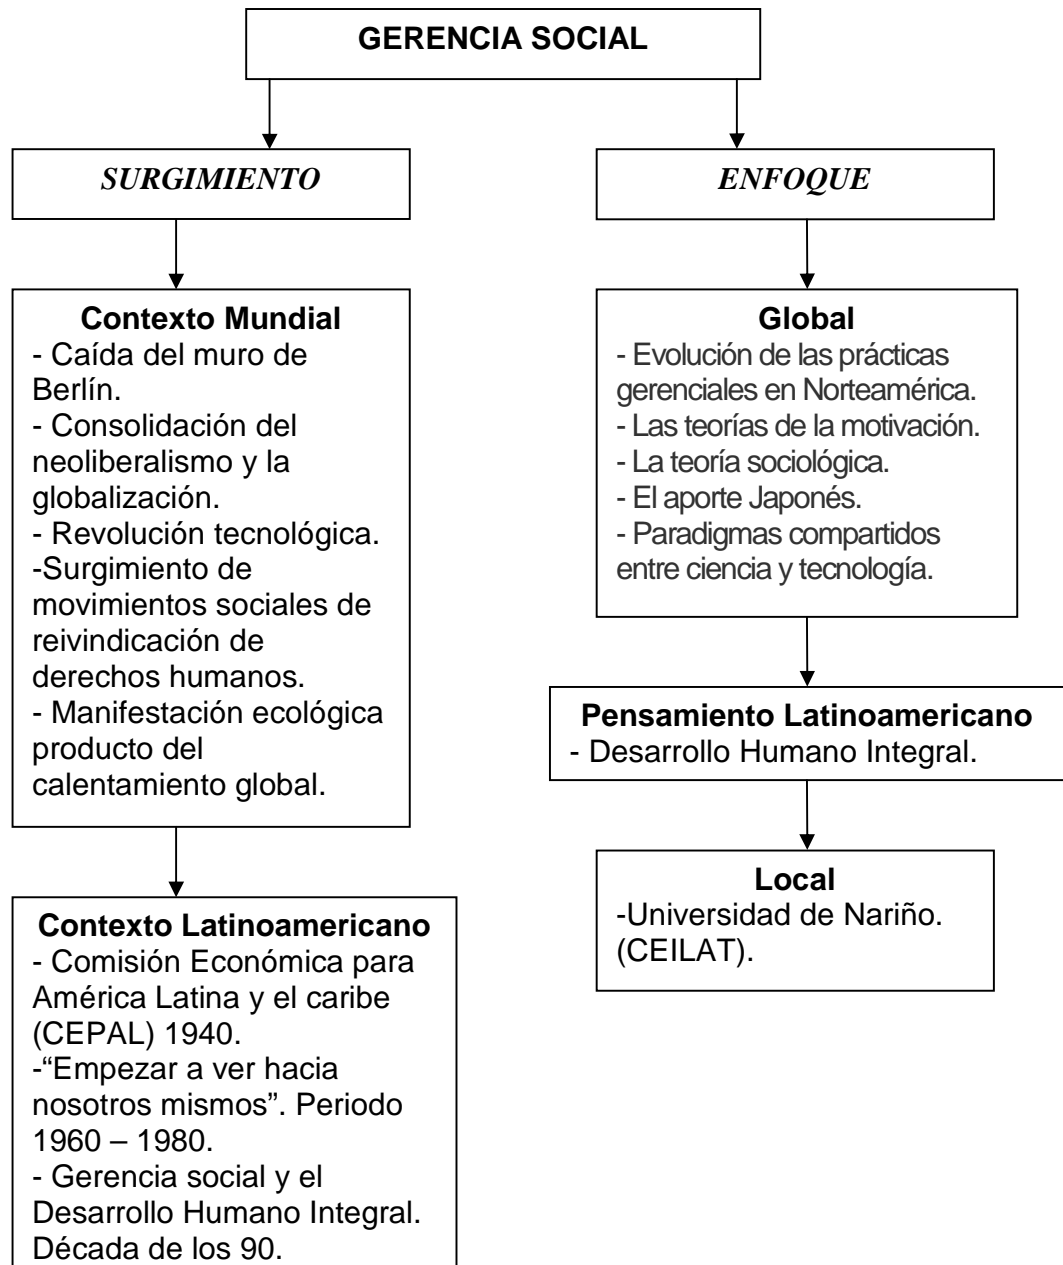 GERENCIA SOCIAL
SURGIMIENTO
Contexto Mundial
- Caída del muro de
Berlín.
- Consolidación del
neoliberalismo y la
globalización.
- Revolución tecnológica.
-Surgimiento de
movimientos sociales de
reivindicación de
derechos humanos.
- Manifestación ecológica
producto del
calentamiento global.
Contexto Latinoamericano
- Comisión Económica para
América Latina y el caribe
(CEPAL) 1940.
-“Empezar a ver hacia
nosotros mismos”. Periodo
1960 – 1980.
- Gerencia social y el
Desarrollo Humano Integral.
Década de los 90.
ENFOQUE
Global
- Evolución de las prácticas
gerenciales en Norteamérica.
- Las teorías de la motivación.
- La teoría sociológica.
- El aporte Japonés.
- Paradigmas compartidos
entre ciencia y tecnología.
Pensamiento Latinoamericano
- Desarrollo Humano Integral.
Local
-Universidad de Nariño.
(CEILAT).